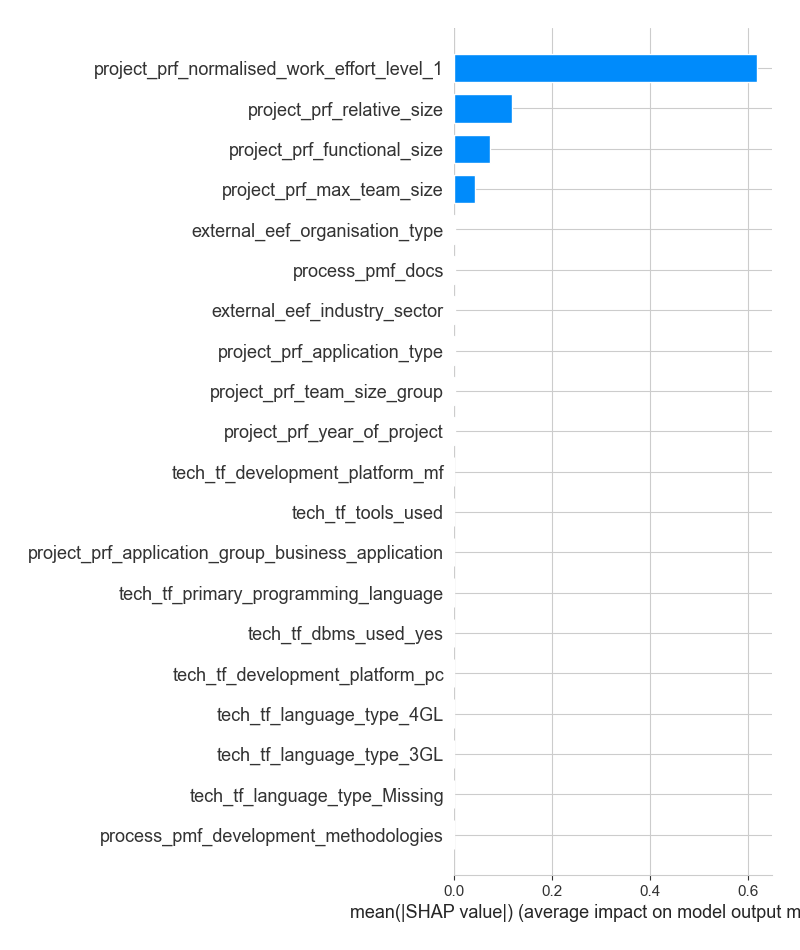 project_prf_normalised_work_effort_level_1
project_prf_relative_size
project_prf_functional_size
project_prf_max_team_size
external_eef_organisation_type
process_pmf_docs
external_eef_industry_sector
project_prf_application_type
project_prf_team_size_group
project_prf_year_of_project
tech_tf_development_platform_mf
tech_tf_tools_used
project_prf_application_group_business_application
tech_tf_primary_programming_language
tech_tf_dbms_used_yes
tech_tf_development_platform_pc
tech_tf_language_type_4GL
tech_tf_language_type_3GL
tech_tf_language_type_Missing
process_pmf_development_methodologies
0.0 0.2 0.4 0.6
mean(|SHAP value|) (average impact on model output m